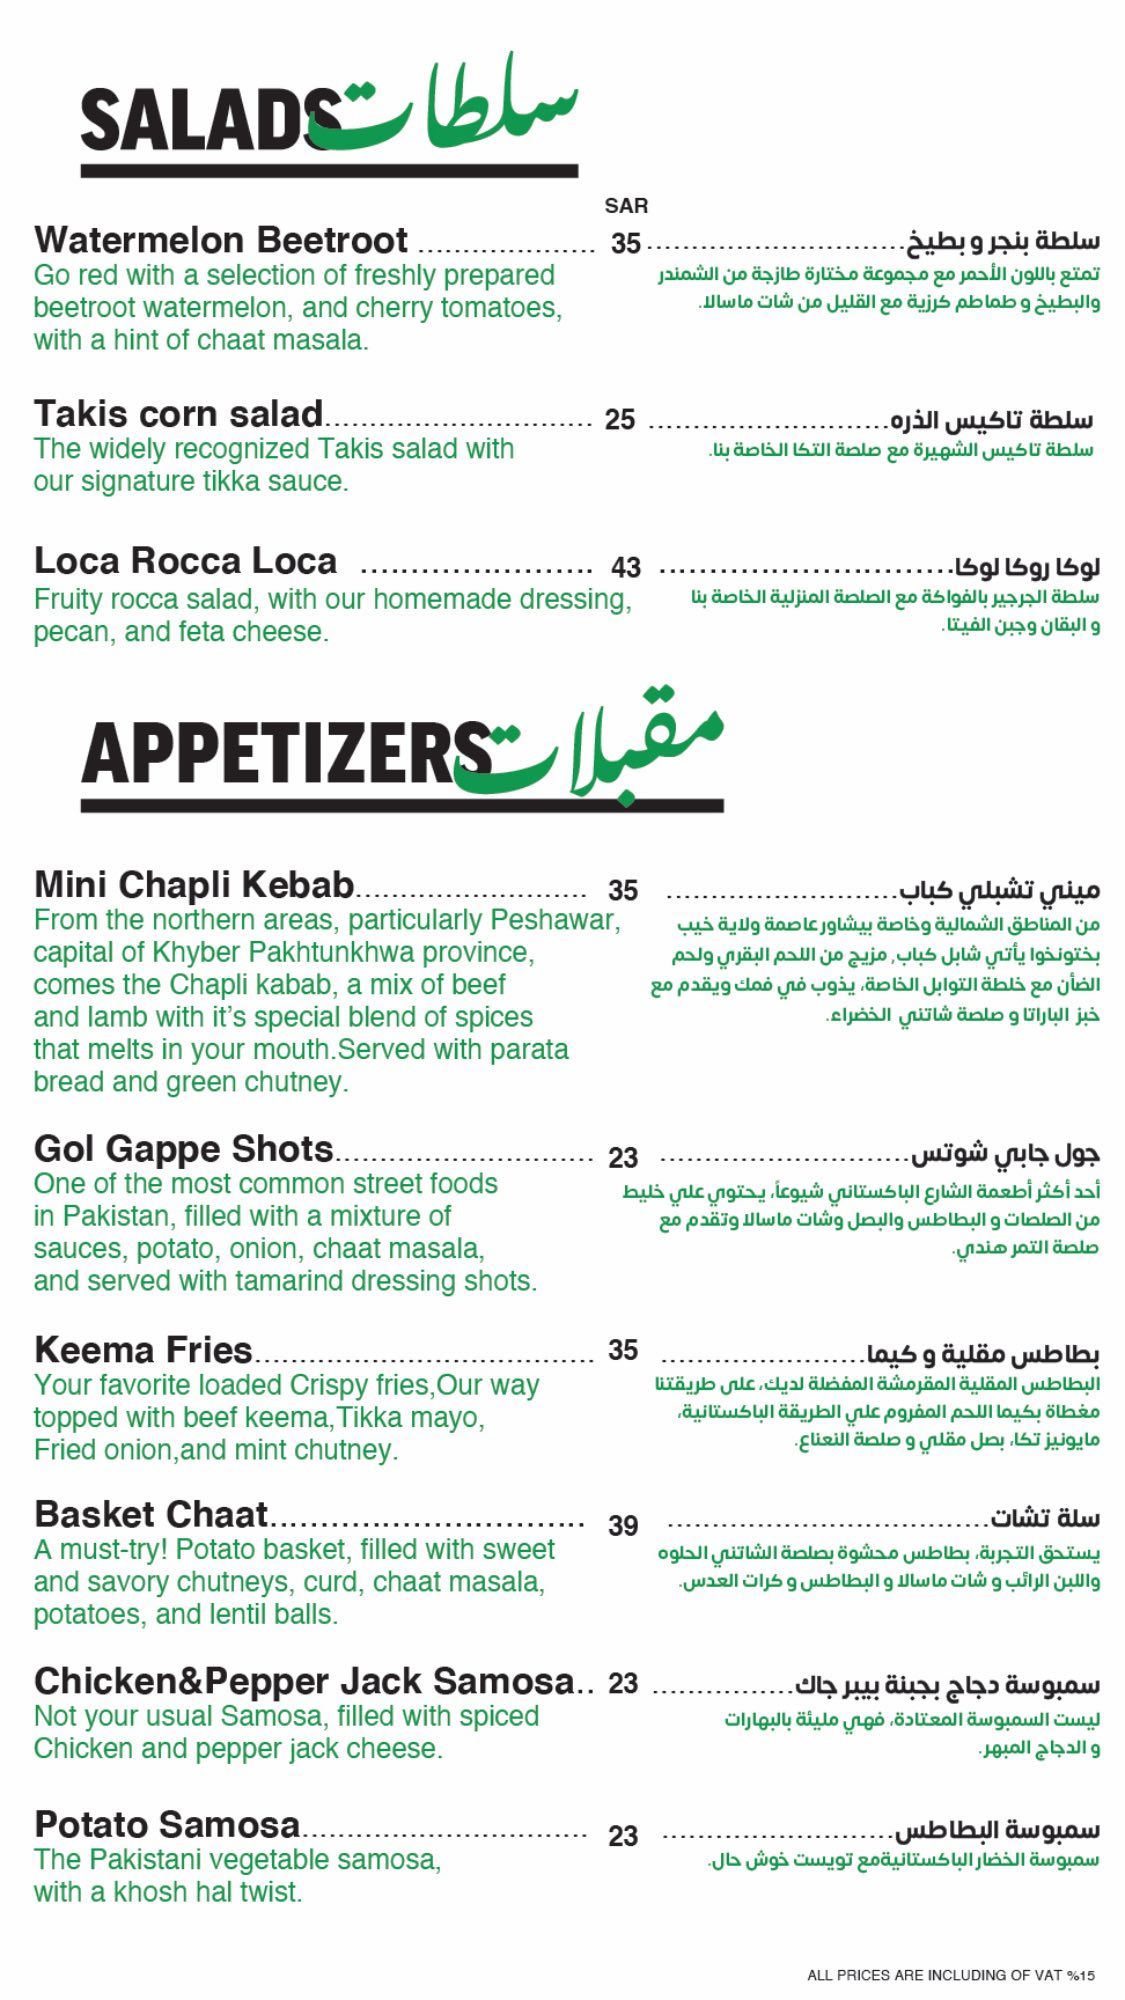 SALADS سلطات
SAR
Watermelon Beetroot .................... 35 ............................. سلطة بنجر و بطيخ
Go red with a selection of freshly prepared
beetroot watermelon, and cherry tomatoes,
with a hint of chaat masala.
تمتع باللون الأحمر مع مجموعة مختارة طازجة من الشمندر
والبطيخ و طماطم كرزية مع القليل من شات ماسالا.
Takis corn salad.............................. 25 ........................... سلطة تاكيس الذره
The widely recognized Takis salad with
our signature tikka sauce.
سلطة تاكيس الشهيرة مع صلصة التكا الخاصة بنا.
Loca Rocca Loca ...................... 43 ............................ لوكا روكا لوكا
Fruity rocca salad, with our homemade dressing,
pecan, and feta cheese.
سلطة الجرجير بالفواكة مع الصلصة المنزلية الخاصة بنا
و البقان وجبن الفيتا.
APPETIZERS مقبلات
Mini Chapli Kebab.......................... 35 .......................... ميني تشبلي كباب
From the northern areas, particularly Peshawar,
capital of Khyber Pakhtunkhwa province,
comes the Chapli kabab, a mix of beef
and lamb with it’s special blend of spices
that melts in your mouth.Served with parata
bread and green chutney.
من المناطق الشمالية وخاصة بيشاور عاصمة ولاية خيب
بختونخوا يأتي شابل كباب, مزيج من اللحم البقري ولحم
الضأن مع خلطة التوابل الخاصة، يذوب في فمك ويقدم مع
خبز الباراتا و صلصة شاتني الخضراء.
Gol Gappe Shots............................. 23 ............................ جول جابي شوتس
One of the most common street foods
in Pakistan, filled with a mixture of
sauces, potato, onion, chaat masala,
and served with tamarind dressing shots.
أحد أكثر أطعمة الشارع الباكستاني شيوعاً، يحتوي علي خليط
من الصلصات و البطاطس والبصل وشات ماسالا وتقدم مع
صلصة التمر هندي.
Keema Fries...................................... 35 ....................... بطاطس مقلية و كيما
Your favorite loaded Crispy fries,Our way
topped with beef keema,Tikka mayo,
Fried onion,and mint chutney.
البطاطس المقلية المقرمشة المفضلة لديك، على طريقتنا
مغطاة بكيما اللحم المفروم علي الطريقة الباكستانية،
مايونيز تكا، بصل مقلي و صلصة النعناع.
Basket Chaat.............................. 39 .................................... سلة تشات
A must-try! Potato basket, filled with sweet
and savory chutneys, curd, chaat masala,
potatoes, and lentil balls.
يستحق التجربة، بطاطس محشوة بصلصة الشاتني الحلوه
واللبن الرائب و شات ماسالا و البطاطس و كرات العدس.
Chicken&Pepper Jack Samosa.. 23 ................ سمبوسة دجاج بجبنة بيبر جاك
Not your usual Samosa, filled with spiced
Chicken and pepper jack cheese.
ليست السمبوسة المعتادة، فهي مليئة بالبهارات
و الدجاج المبهر.
Potato Samosa................................ 23 .......................... سمبوسة البطاطس
The Pakistani vegetable samosa,
with a khosh hal twist.
سمبوسة الخضار الباكستانيةمع تويست خوش حال.
ALL PRICES ARE INCLUDING OF VAT %15